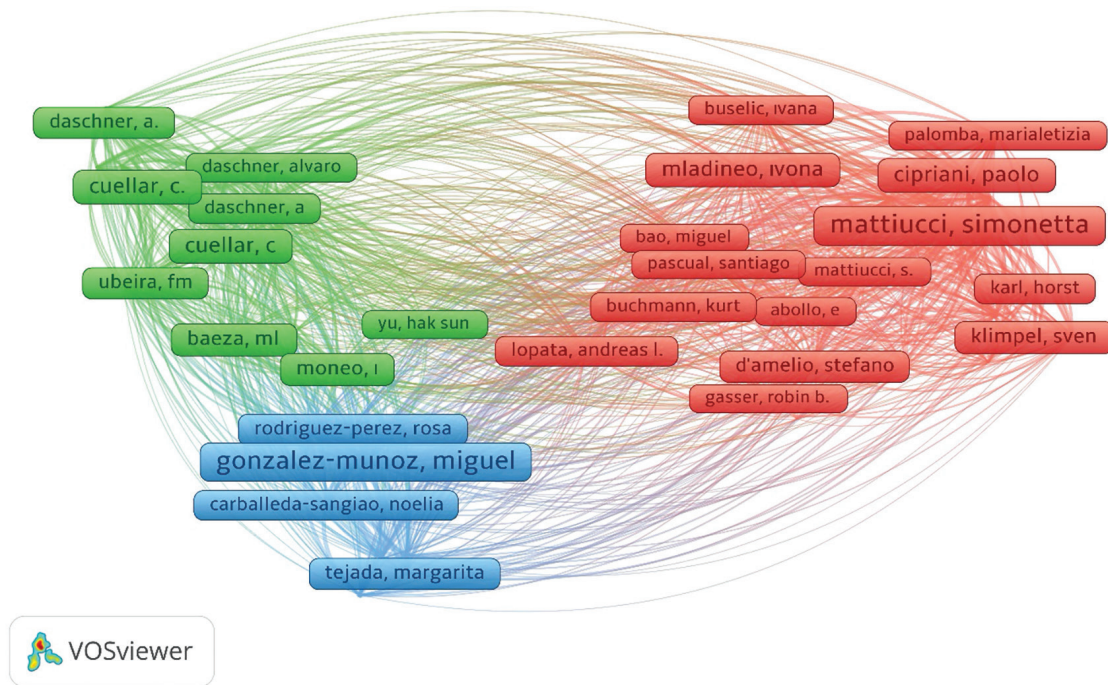 daschner, a.
daschner, alvaro
cuellar, c.
daschner, a
cuellar, c
ubeira, fm
baeza, ml
yu, hak sun
moneo, ı
rodriguez-perez, rosa
gonzalez-munoz, miguel
carballeda-sangiao, noelia
tejada, margarita
buselic, ıvana
palomba, marialetizia
mladineo, ıvona
cipriani, paolo
mattiucci, simonetta
bao, miguel
pascual, santiago
mattiucci, s.
karl, horst
buchmann, kurt
abollo, e
lopata, andreas l.
klimpel, sven
d'amelio, stefano
gasser, robin b.
VOSviewer